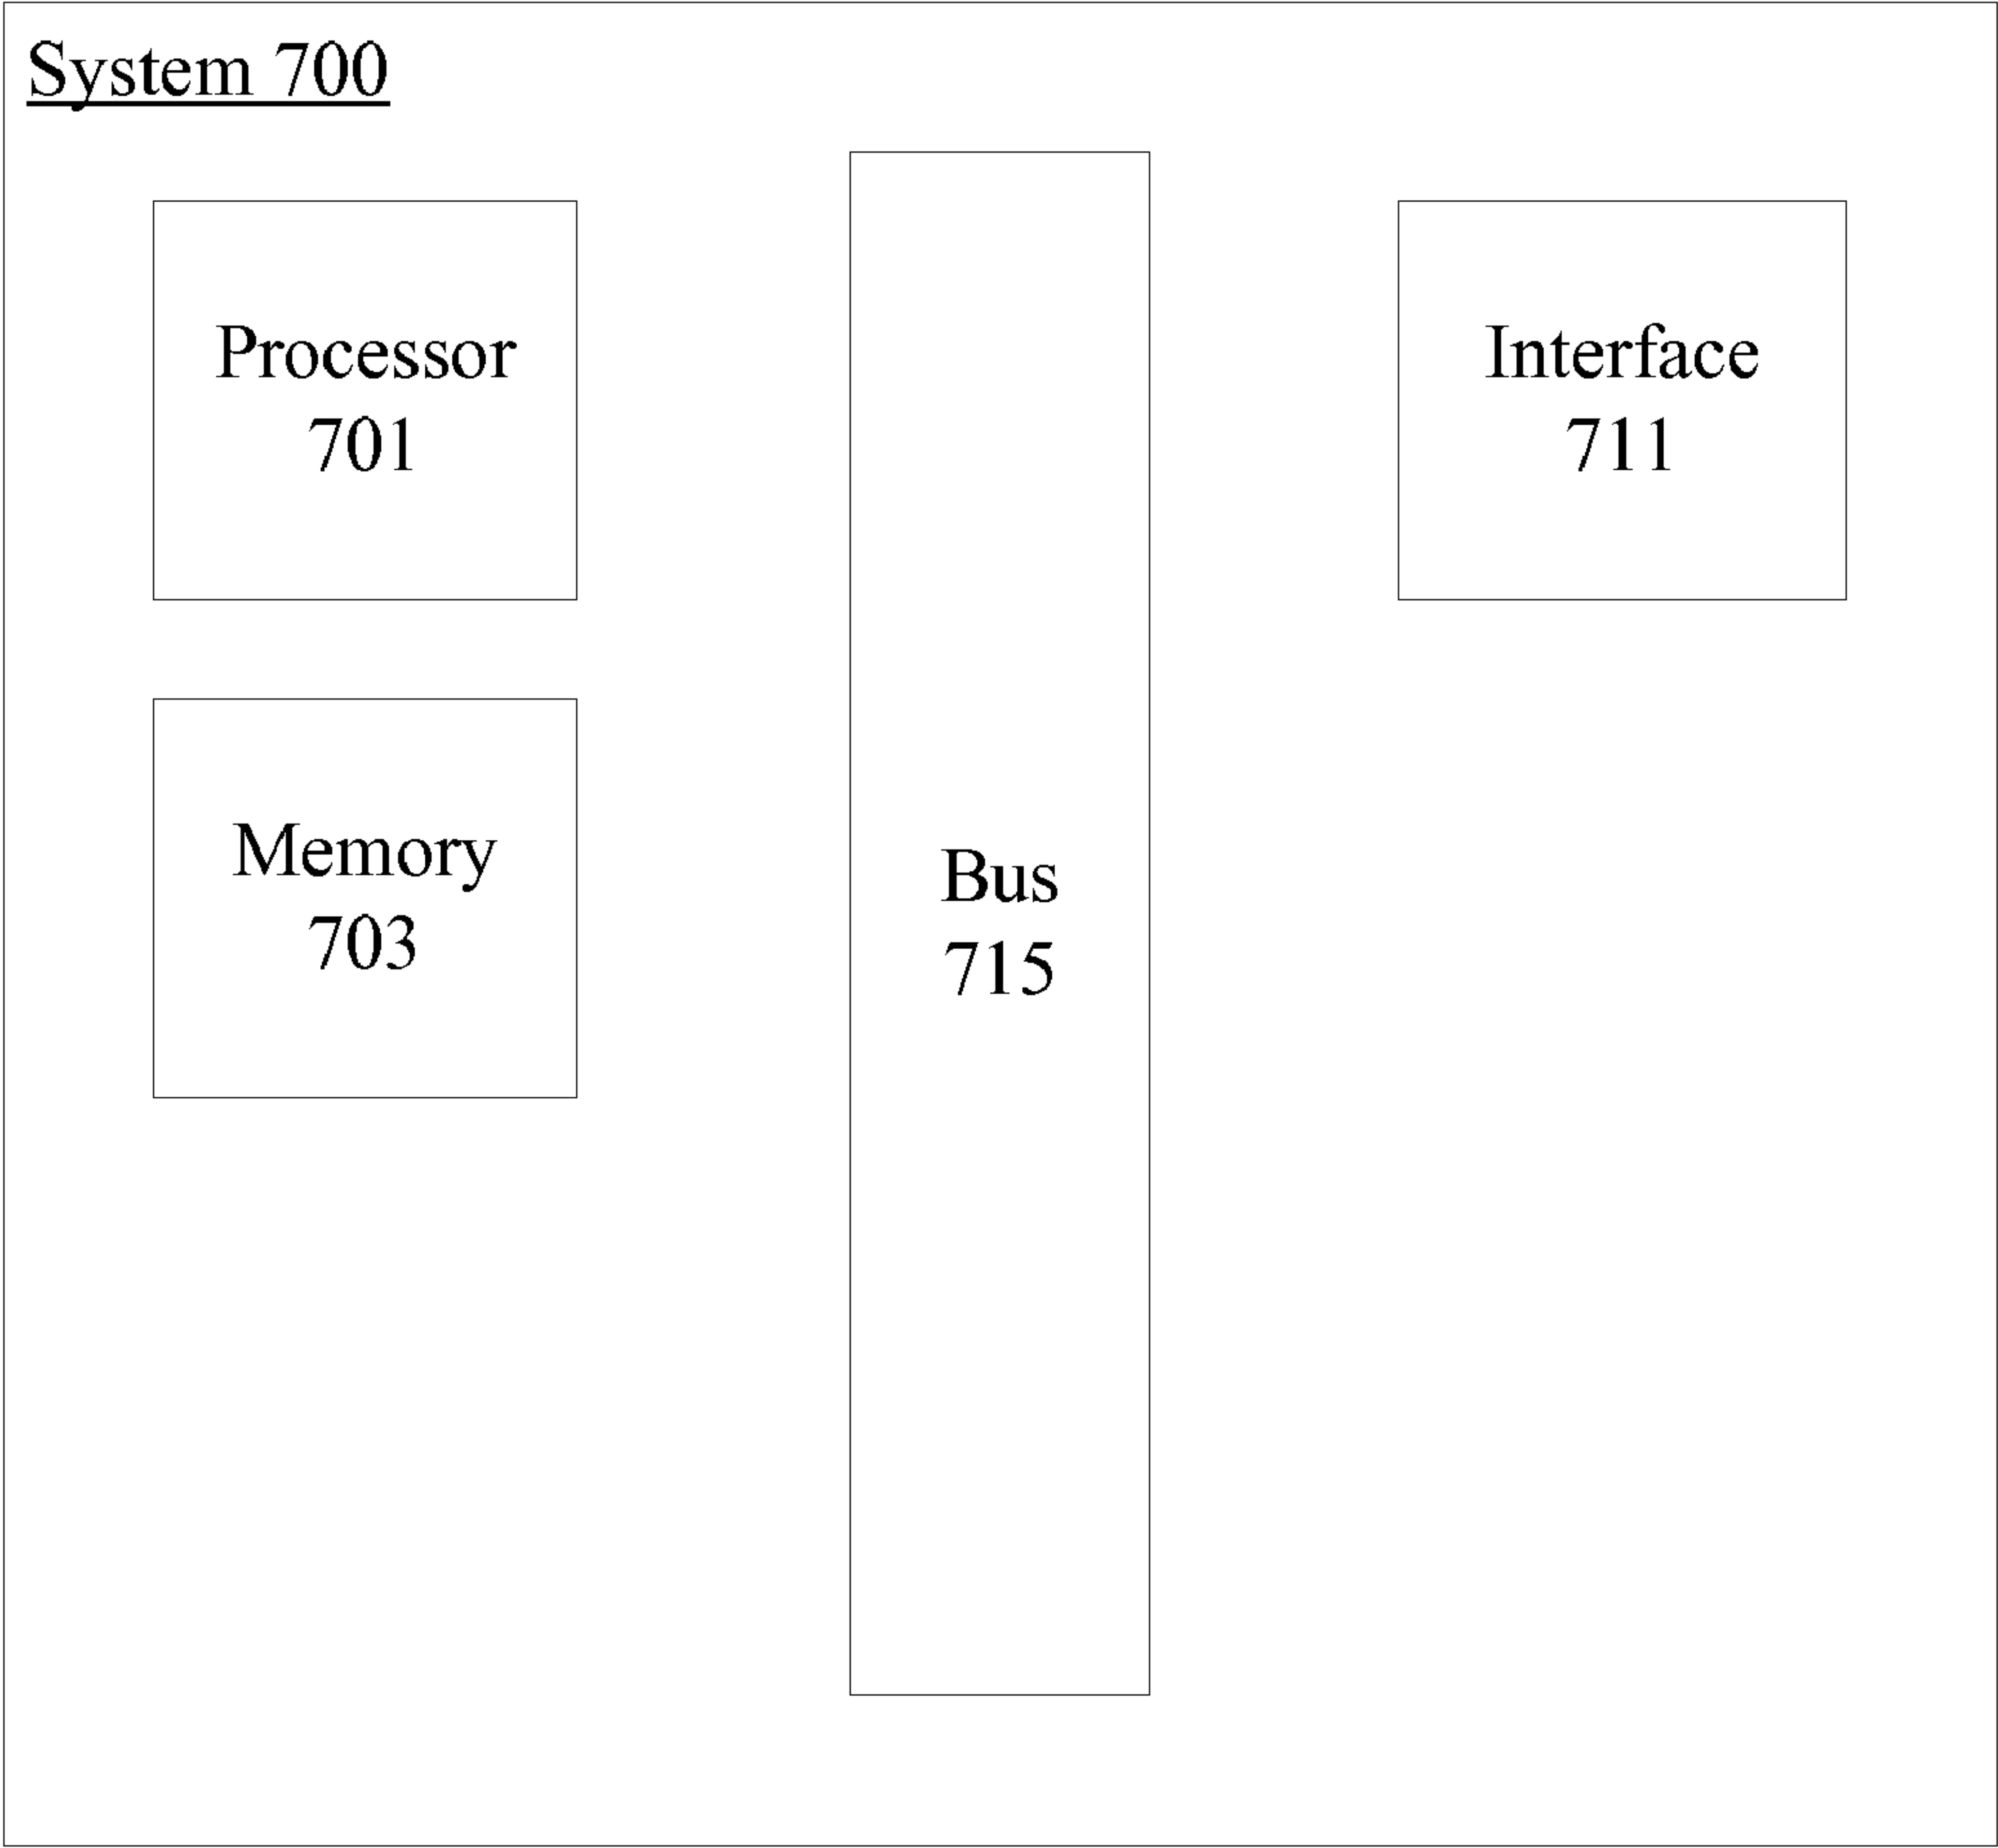 System 700
Processor
701
Interface
711
Memory
703
Bus
715